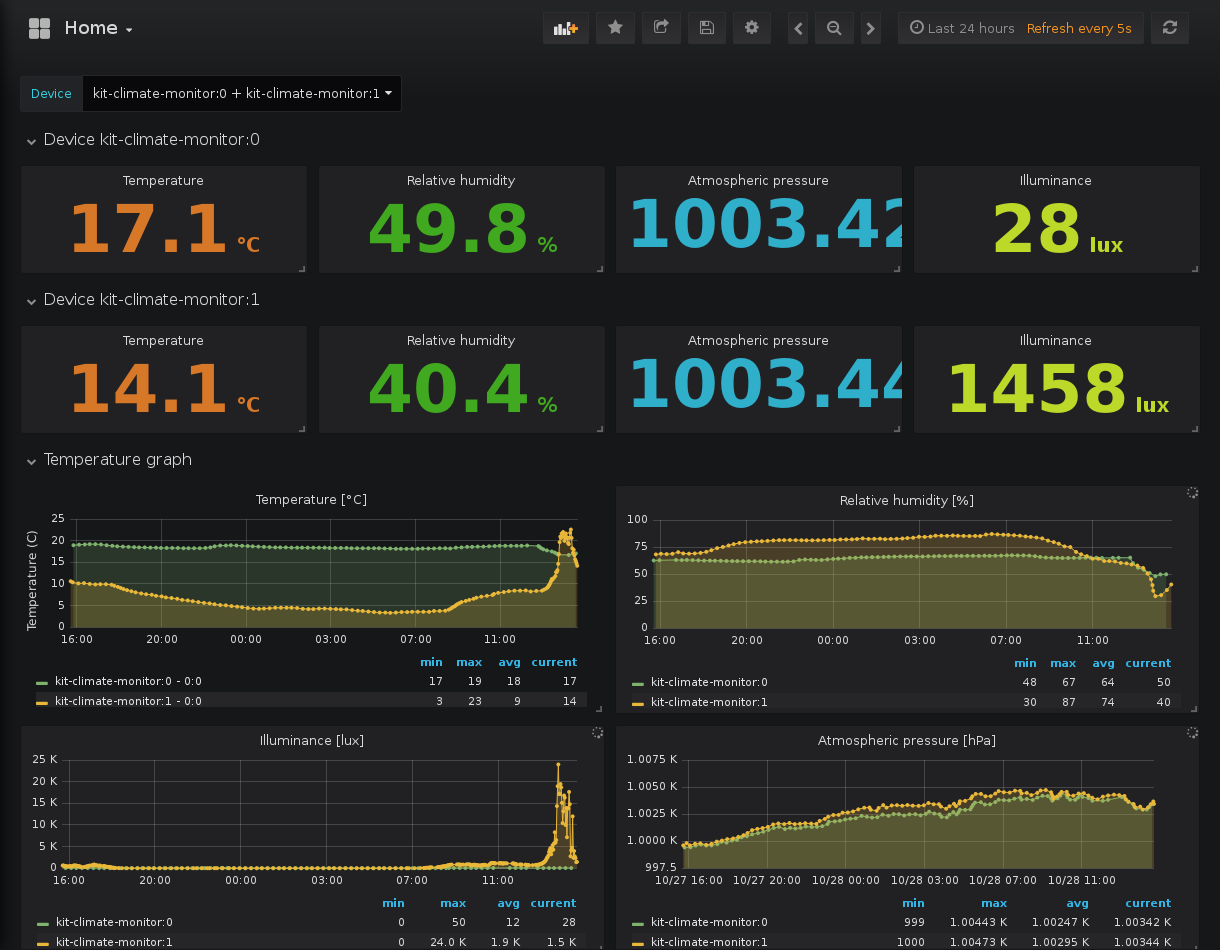 Home
Last 24 hours Refresh every 5s
Device kit-climate-monitor:0 + kit-climate-monitor:1
Device kit-climate-monitor:0
Temperature
17.1 °C
Relative humidity
49.8 %
Atmospheric pressure
1003.42
Illuminance
28 lux
Device kit-climate-monitor:1
Temperature
14.1 °C
Relative humidity
40.4 %
Atmospheric pressure
1003.44
Illuminance
1458 lux
Temperature graph
Temperature [°C]
Temperature (C)
25
20
15
10
5
0
16:00 20:00 00:00 03:00 07:00 11:00
min max avg current
kit-climate-monitor:0 - 0:0 17 19 18 17
kit-climate-monitor:1 - 0:0 3 23 9 14
Relative humidity [%]
100
75
50
25
0
16:00 20:00 00:00 03:00 07:00 11:00
min max avg current
kit-climate-monitor:0 48 67 64 50
kit-climate-monitor:1 30 87 74 40
Illuminance [lux]
25 K
20 K
15 K
10 K
5 K
0
16:00 20:00 00:00 03:00 07:00 11:00
min max avg current
kit-climate-monitor:0 0 50 12 28
kit-climate-monitor:1 0 24.0 K 1.9 K 1.5 K
Atmospheric pressure [hPa]
1.0075 K
1.0050 K
1.0025 K
1.0000 K
997.5
10/27 16:00 10/27 20:00 10/28 00:00 10/28 03:00 10/28 07:00 10/28 11:00
min max avg current
kit-climate-monitor:0 999 1.00443 K 1.00247 K 1.00342 K
kit-climate-monitor:1 1000 1.00473 K 1.00295 K 1.00344 K